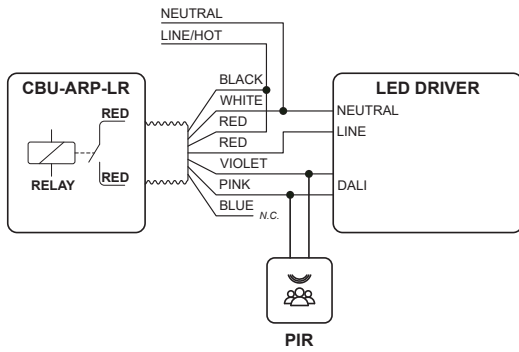 NEUTRAL
LINE/HOT
CBU-ARP-LR
RED
RELAY
RED
BLACK
WHITE
RED
RED
VIOLET
PINK
BLUE
N.C.
LED DRIVER
NEUTRAL
LINE
DALI
PIR